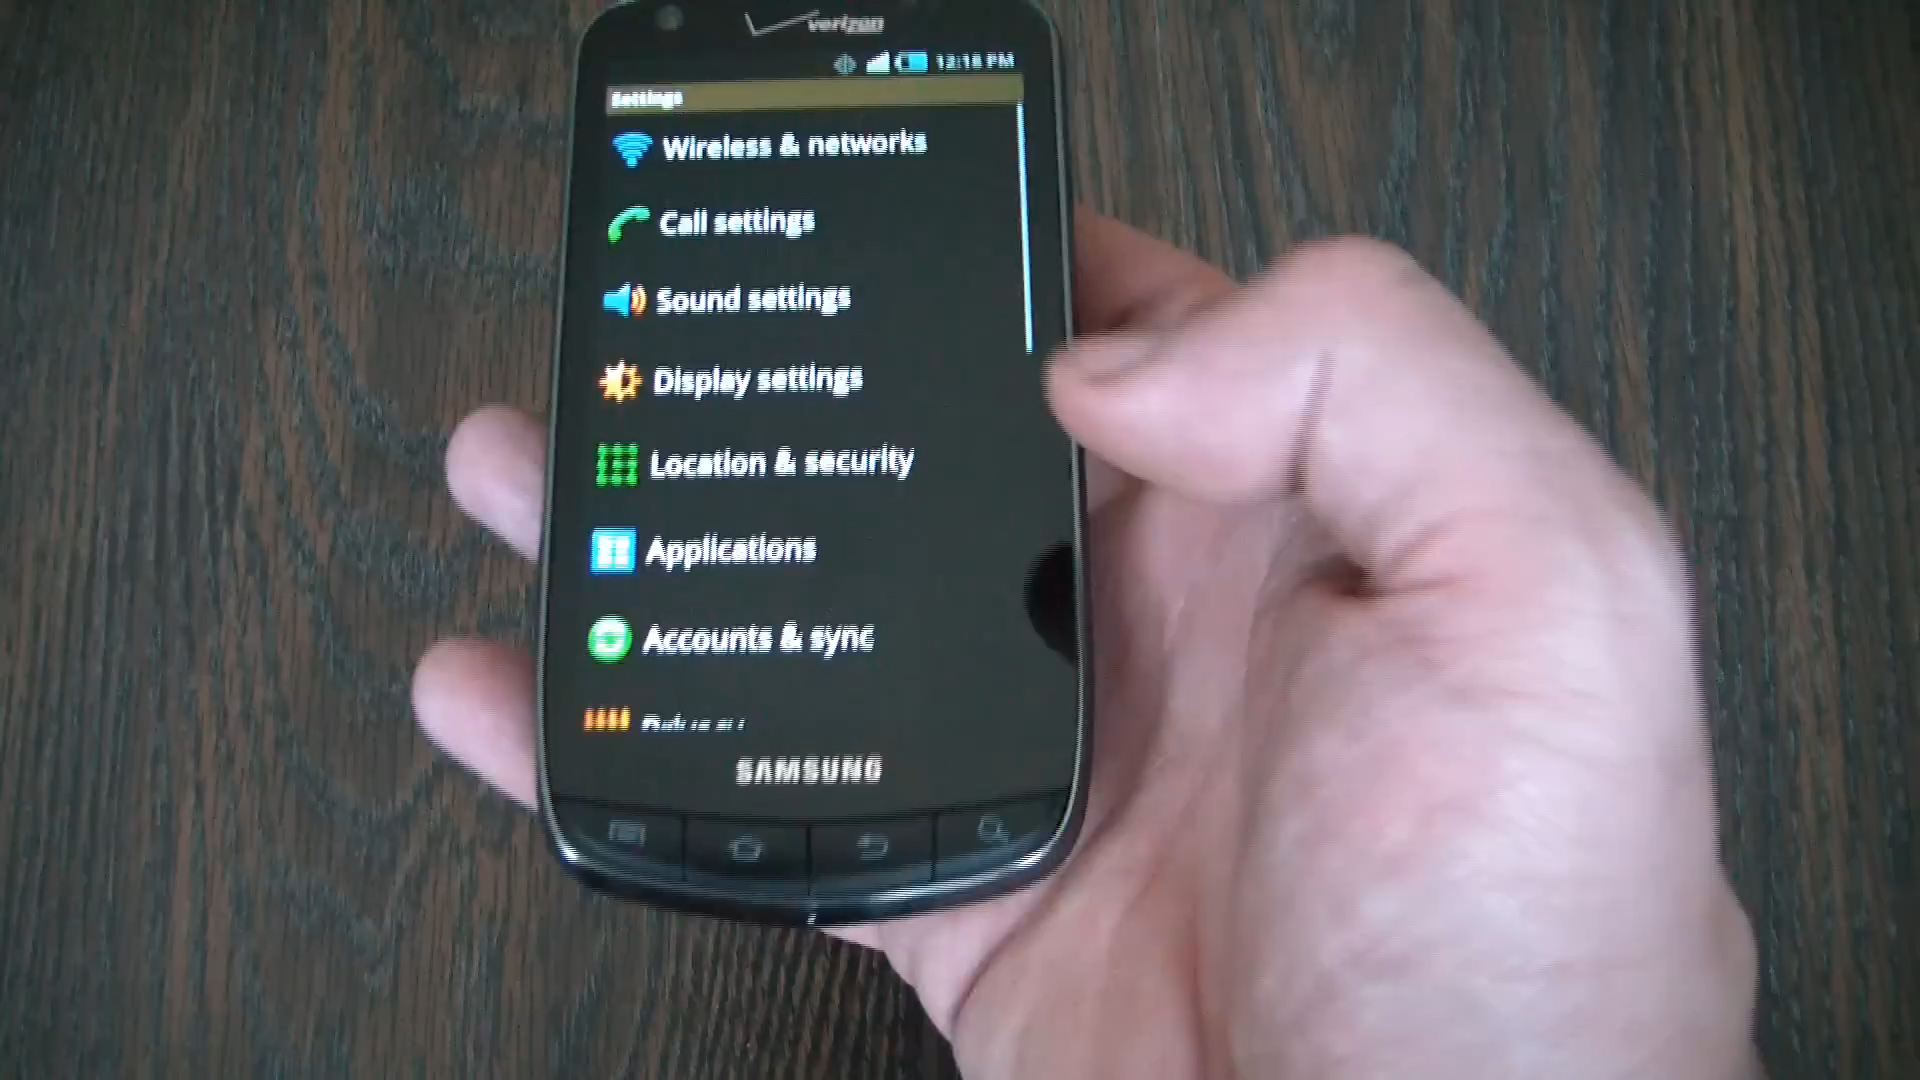 verizon
12:18 PM
Settings
Wireless & networks
Call settings
Sound settings
Display settings
Location & security
Applications
Accounts & sync
SAMSUNG